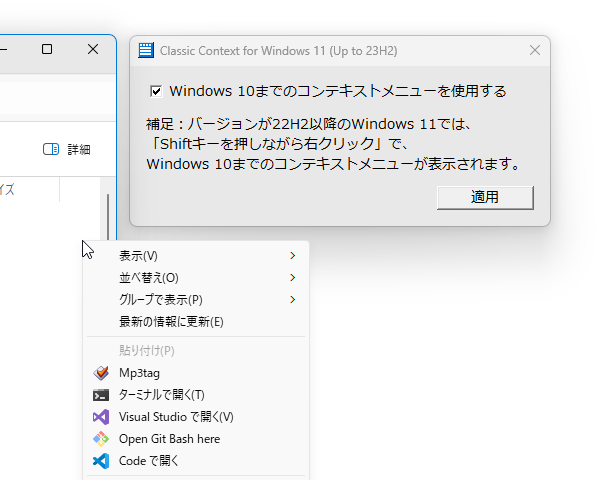 Classic Context for Windows 11 (Up to 23H2)
Windows 10までのコンテキストメニューを使用する
補足：バージョンが22H2以降のWindows 11では、
「Shiftキーを押しながら右クリック」で、
Windows 10までのコンテキストメニューが表示されます。
適用
詳細
イズ
表示(V)
並べ替え(O)
グループで表示(P)
最新の情報に更新(E)
貼り付け(P)
Mp3tag
ターミナルで開く(T)
Visual Studio で開く(V)
Open Git Bash here
Code で開く